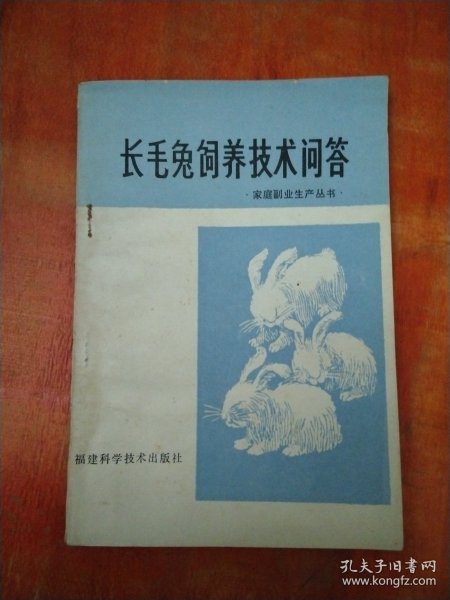 长毛兔饲养技术问答
·家庭副业生产丛书·
福建科学技术出版社
孔夫子旧书网
www.kongfz.com